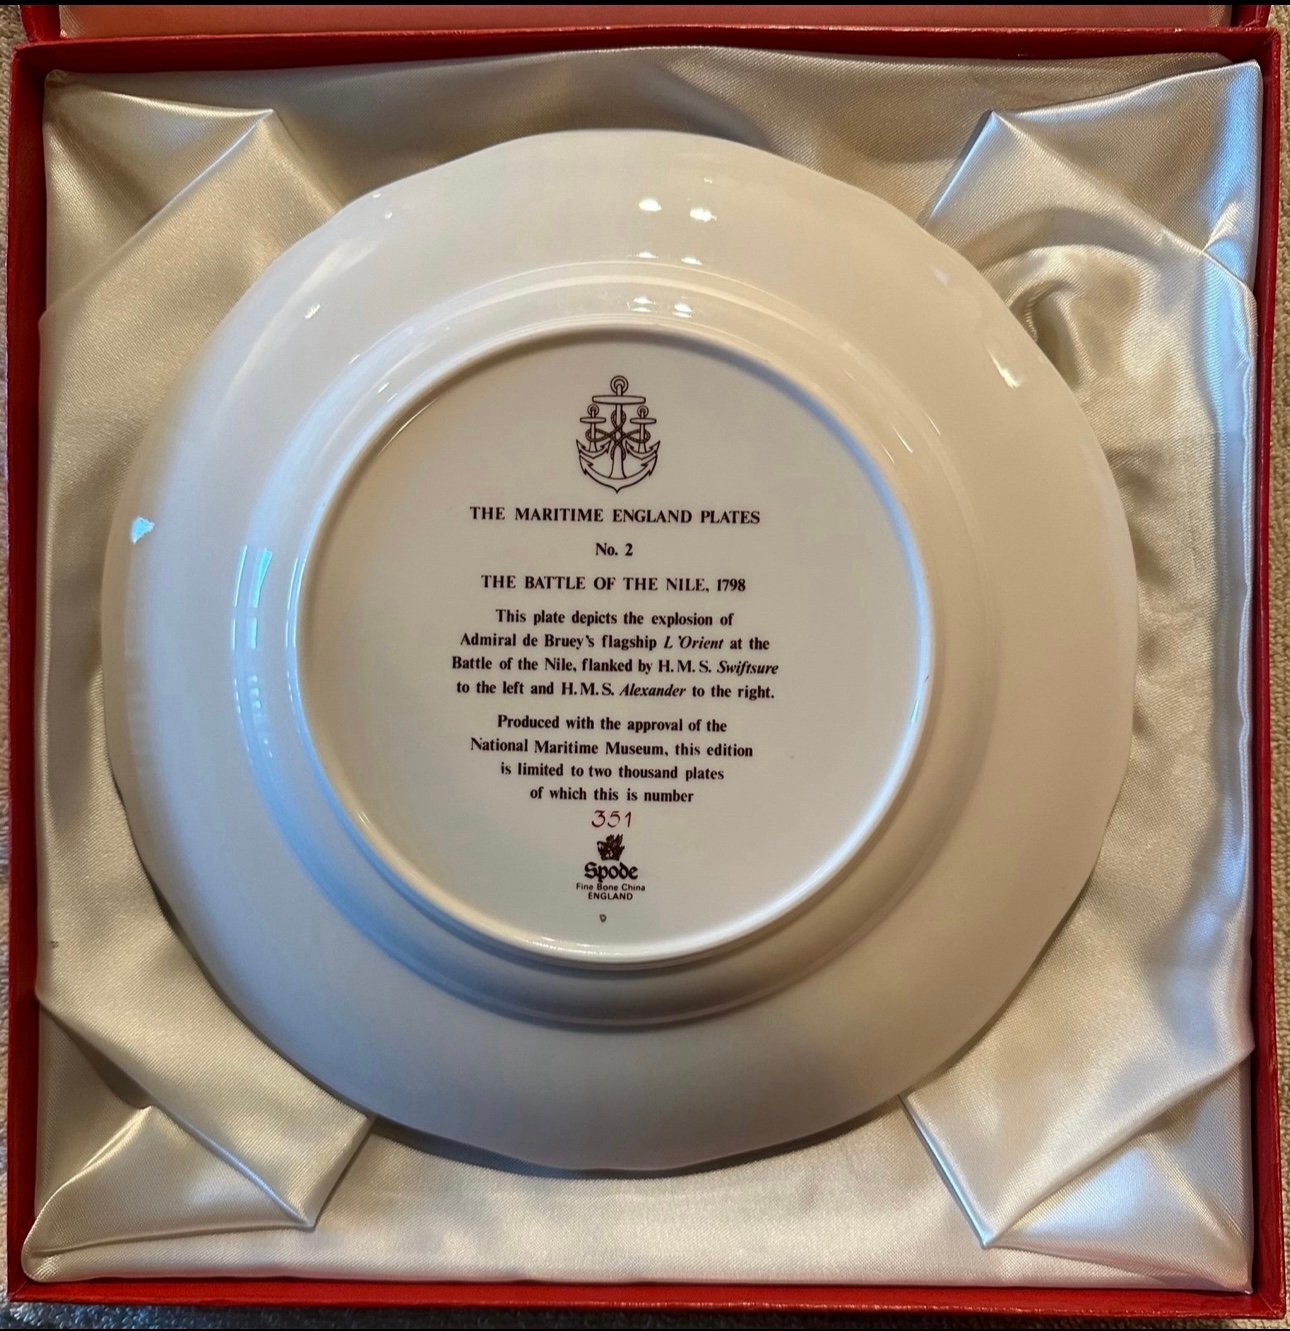 THE MARITIME ENGLAND PLATES
No. 2
THE BATTLE OF THE NILE, 1798
This plate depicts the explosion of
Admiral de Bruey's flagship L'Orient at the
Battle of the Nile, flanked by H.M.S. Swiftsure
to the left and H.M.S. Alexander to the right.
Produced with the approval of the
National Maritime Museum, this edition
is limited to two thousand plates
of which this is number
351
Spode
Fine Bone China
ENGLAND